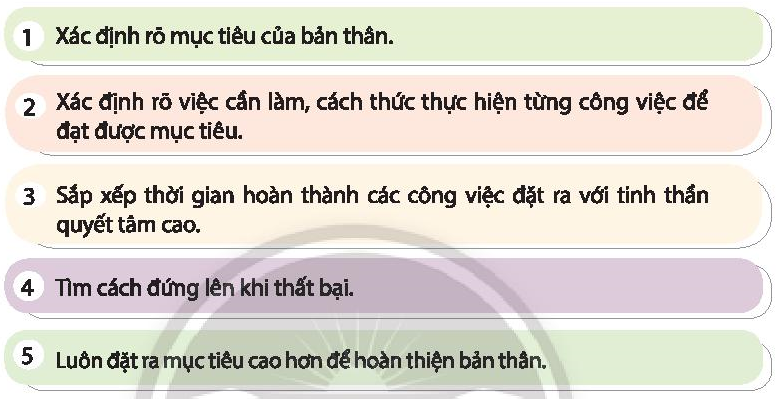 1 Xác định rõ mục tiêu của bản thân.
2 Xác định rõ việc cần làm, cách thức thực hiện từng công việc để
đạt được mục tiêu.
3 Sắp xếp thời gian hoàn thành các công việc đặt ra với tinh thần
quyết tâm cao.
4 Tìm cách đứng lên khi thất bại.
5 Luôn đặt ra mục tiêu cao hơn để hoàn thiện bản thân.